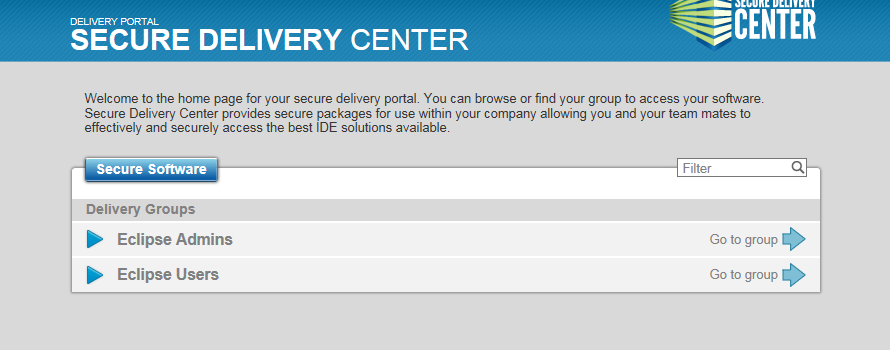 DELIVERY PORTAL
SECURE DELIVERY CENTER
SECURE DELIVERY
CENTER
Welcome to the home page for your secure delivery portal. You can browse or find your group to access your software.
Secure Delivery Center provides secure packages for use within your company allowing you and your team mates to
effectively and securely access the best IDE solutions available.
Secure Software
Filter
Delivery Groups
Eclipse Admins
Go to group
Eclipse Users
Go to group